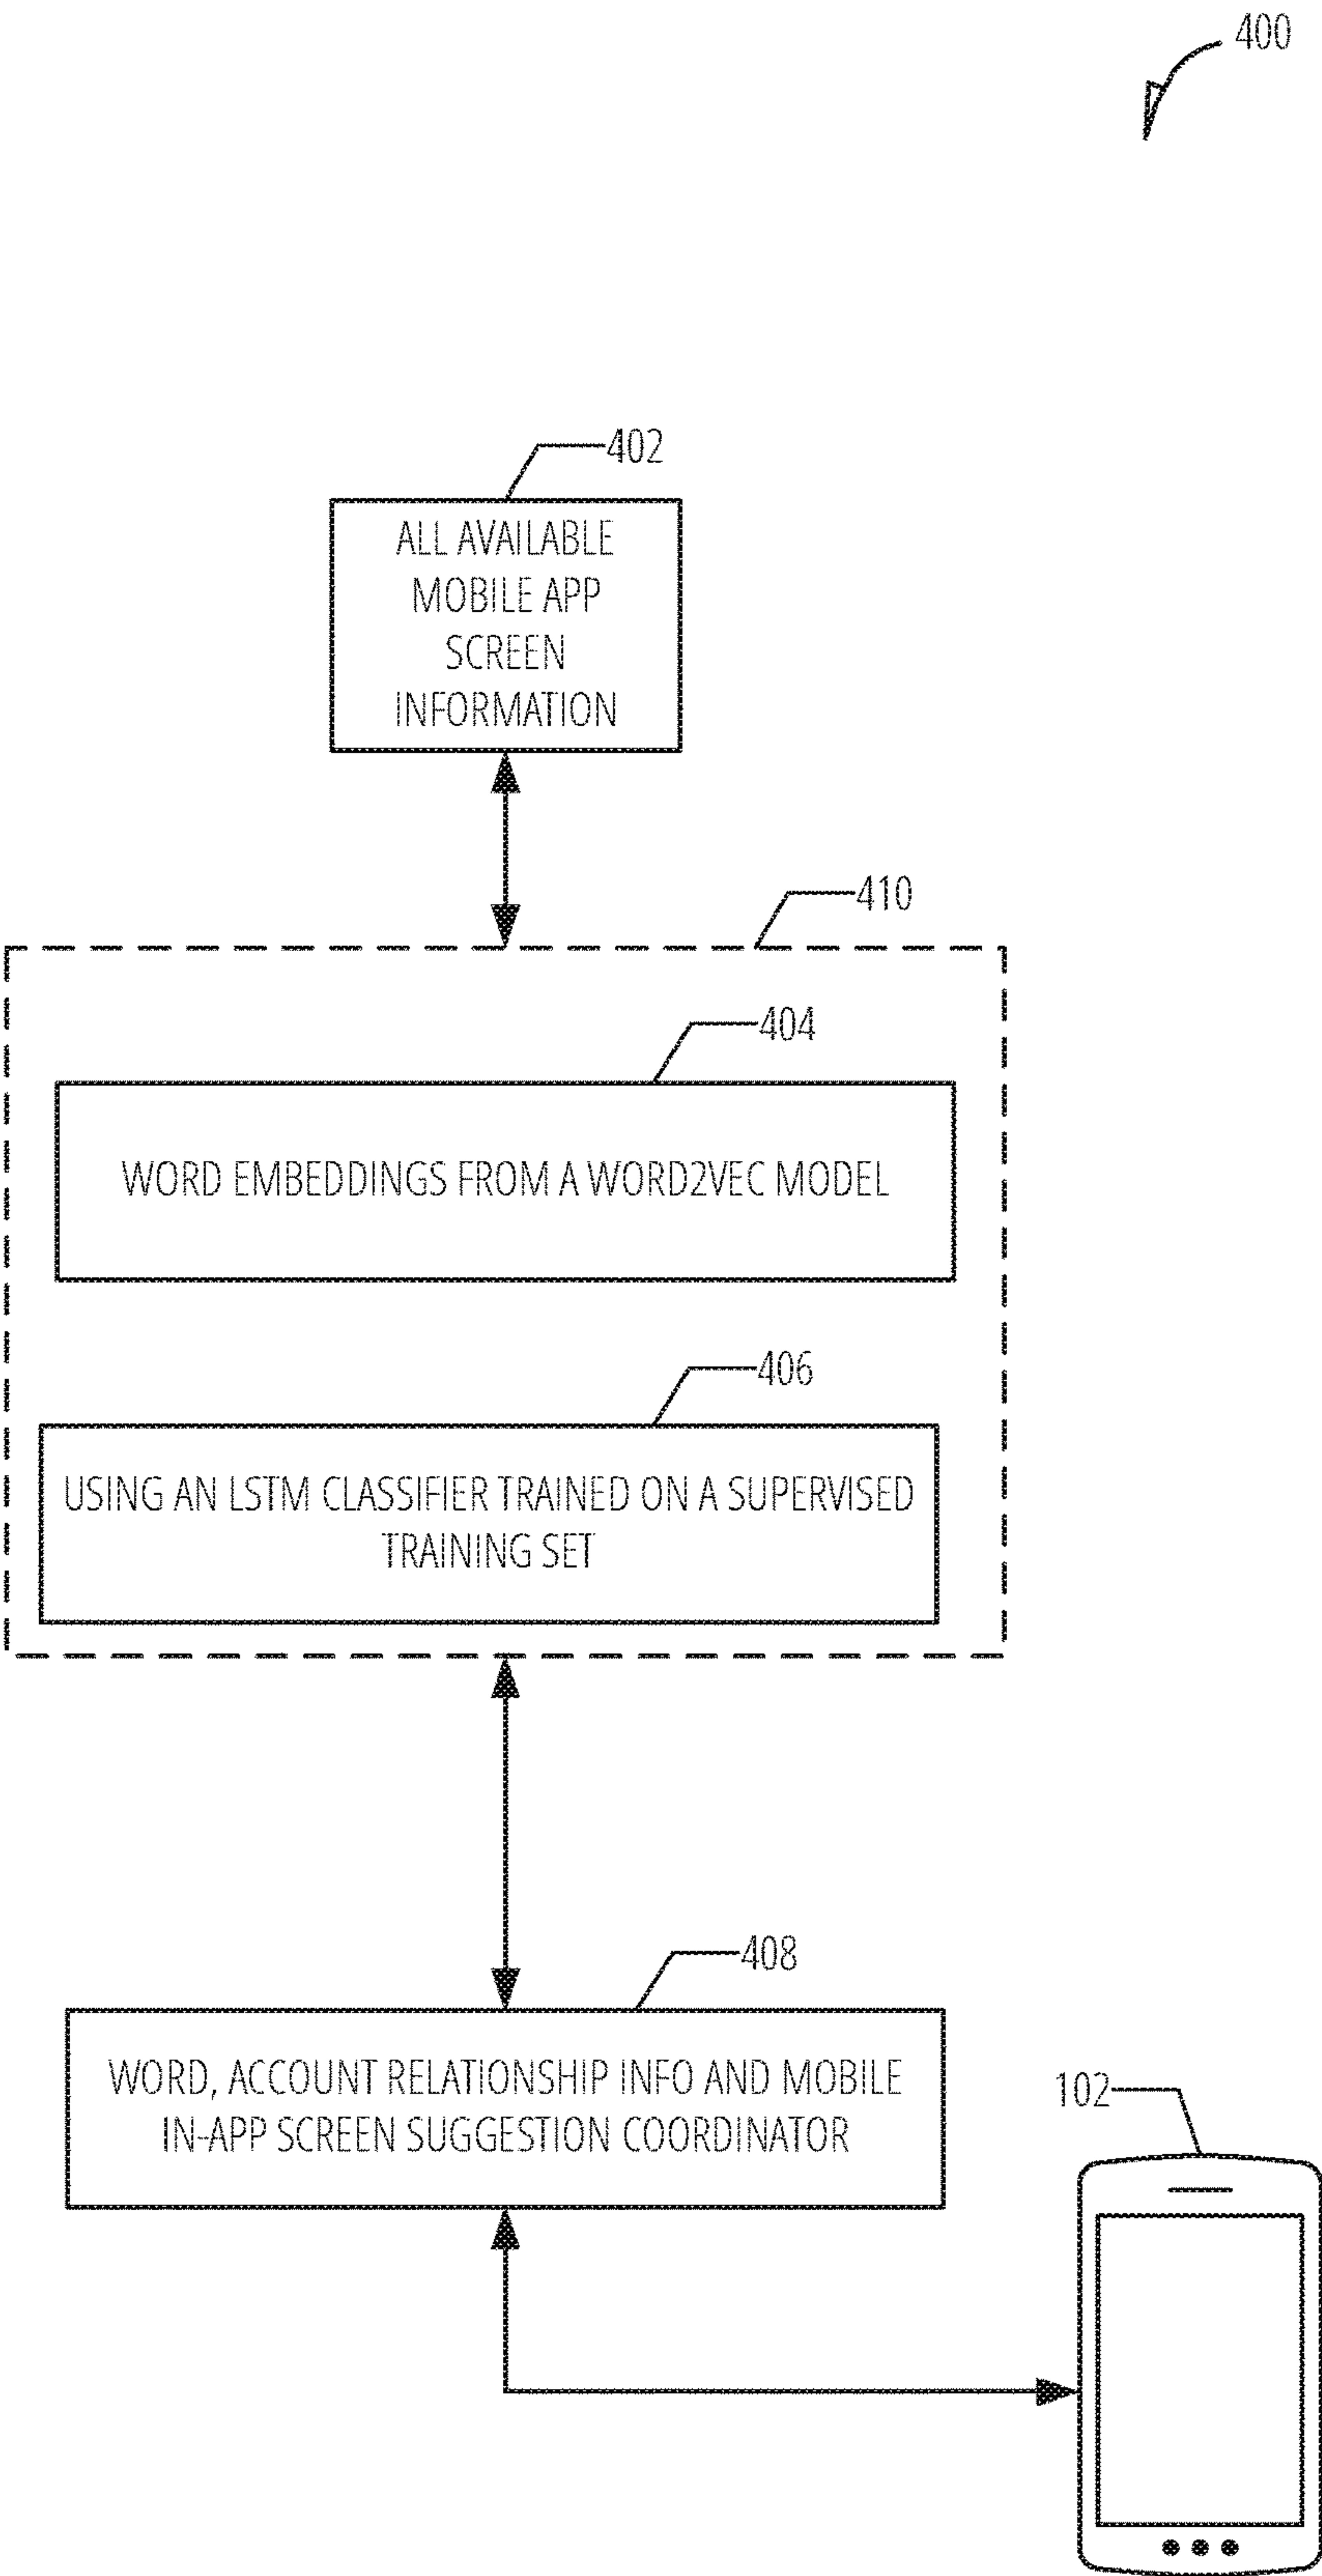 400
402
ALL AVAILABLE
MOBILE APP
SCREEN
INFORMATION
410
404
WORD EMBEDDINGS FROM A WORD2VEC MODEL
406
USING AN LSTM CLASSIFIER TRAINED ON A SUPERVISED
TRAINING SET
408
WORD, ACCOUNT RELATIONSHIP INFO AND MOBILE
IN-APP SCREEN SUGGESTION COORDINATOR
102